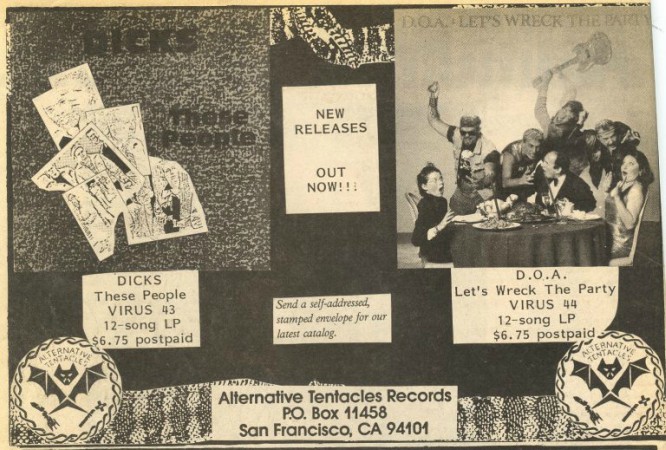 DICKS
These
People
NEW
RELEASES
OUT
NOW!!!
D.O.A. • LET'S WRECK THE PARTY
DICKS
These People
VIRUS 43
12-song LP
$6.75 postpaid
Send a self-addressed,
stamped envelope for our
latest catalog.
D.O.A.
Let's Wreck The Party
VIRUS 44
12-song LP
$6.75 postpaid
ALTERNATIVE
TENTACLES
Alternative Tentacles Records
P.O. Box 11458
San Francisco, CA 94101
ALTERNATIVE
TENTACLES